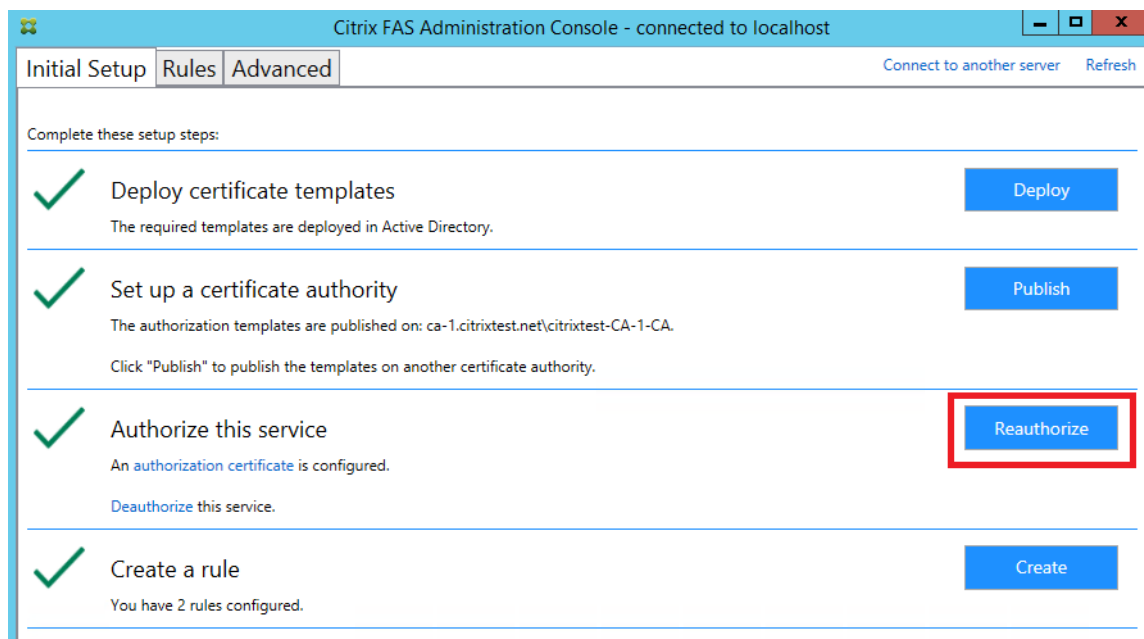 Citrix FAS Administration Console - connected to localhost
Initial Setup Rules Advanced Connect to another server Refresh
Complete these setup steps:
Deploy certificate templates Deploy
The required templates are deployed in Active Directory.
Set up a certificate authority Publish
The authorization templates are published on: ca-1.citrixtest.net\citrixtest-CA-1-CA.
Click "Publish" to publish the templates on another certificate authority.
Authorize this service Reauthorize
An authorization certificate is configured.
Deauthorize this service.
Create a rule Create
You have 2 rules configured.